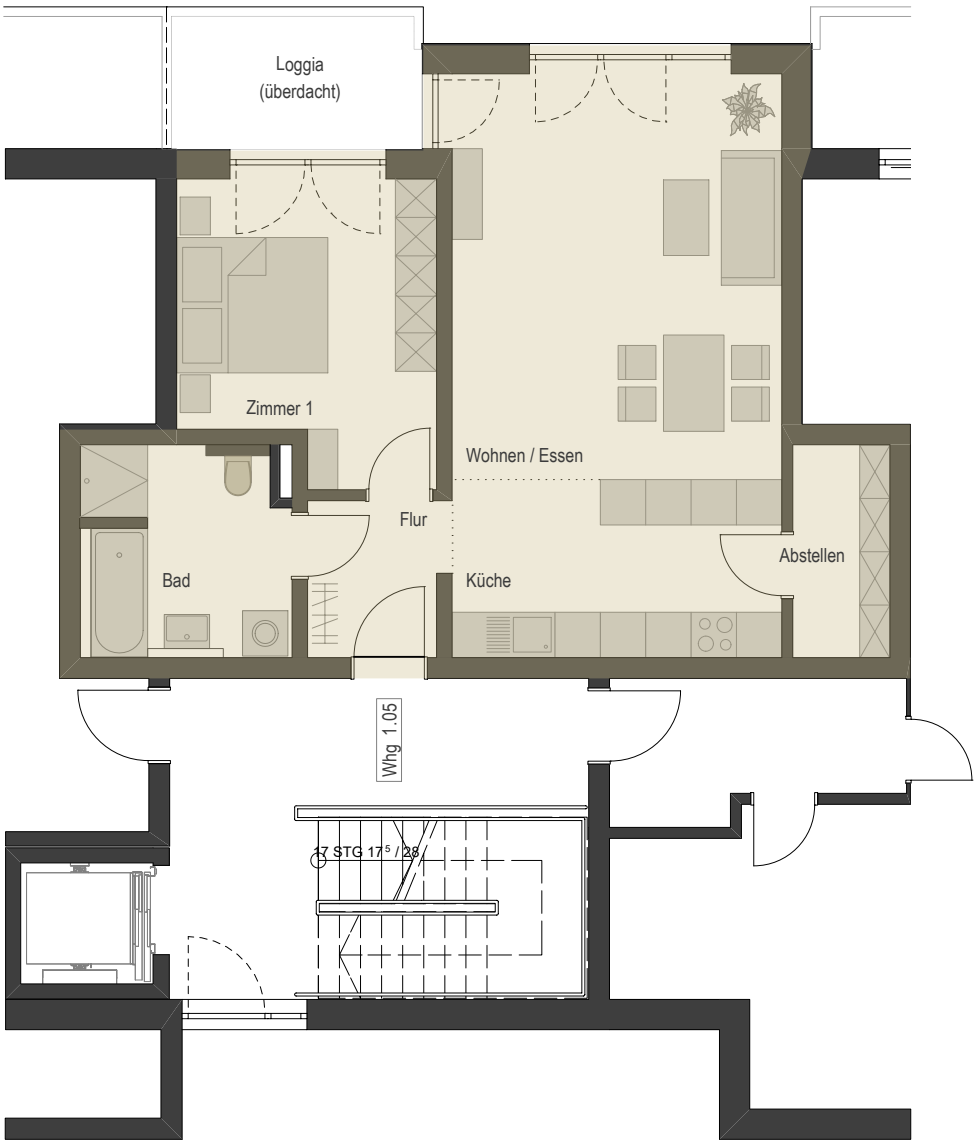 Loggia
(überdacht)
Zimmer 1
Wohnen / Essen
Flur
Abstellen
Bad
Küche
Whg 1.05
17 STG 17⁵ / 28